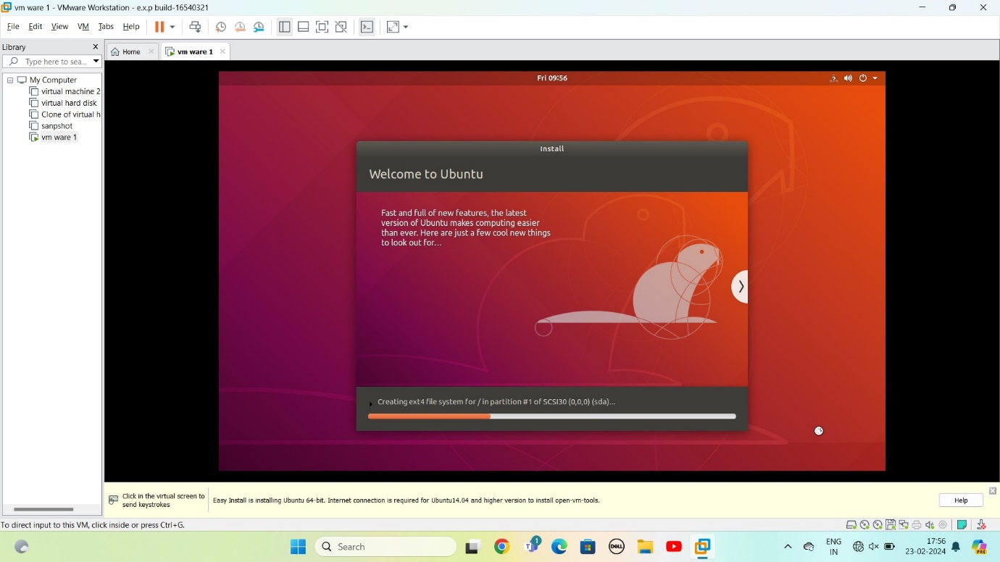 vm ware 1 - VMware Workstation - e.x.p build-16540321
File Edit View VM Tabs Help
Library
Type here to sea...
Home
vm ware 1
My Computer
virtual machine 2
virtual hard disk
Clone of virtual h
sanpshot
vm ware 1
Fri 09:56
Install
Welcome to Ubuntu
Fast and full of new features, the latest
version of Ubuntu makes computing easier
than ever. Here are just a few cool new things
to look out for...
Creating ext4 file system for / in partition #1 of SCSI30 (0,0,0) (sda)...
Click in the virtual screen to
send keystrokes
Easy Install is installing Ubuntu 64-bit. Internet connection is required for Ubuntu14.04 and higher version to install open-vm-tools.
Help
To direct input to this VM, click inside or press Ctrl+G.
Search
1
DELL
ENG
IN
17:56
23-02-2024
PRE